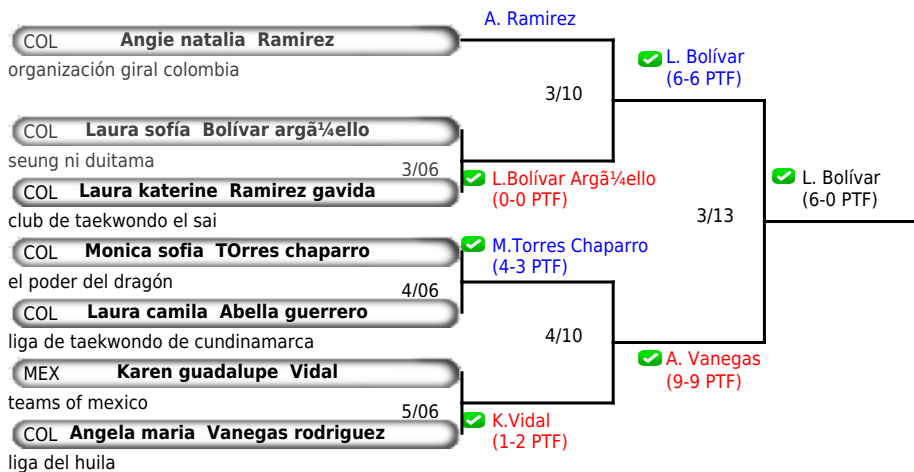 A. Ramirez
COL Angie natalia Ramirez
organización giral colombia
L. Bolívar
(6-6 PTF)
3/10
COL Laura sofía Bolívar argã¼ello
seung ni duitama
3/06
L.Bolívar Argã¼ello
(0-0 PTF)
COL Laura katerine Ramirez gavida
club de taekwondo el sai
L. Bolívar
(6-0 PTF)
3/13
COL Monica sofia TOrres chaparro
M.Torres Chaparro
(4-3 PTF)
el poder del dragón
4/06
COL Laura camila Abella guerrero
liga de taekwondo de cundinamarca
4/10
A. Vanegas
(9-9 PTF)
MEX Karen guadalupe Vidal
teams of mexico
5/06
K.Vidal
(1-2 PTF)
COL Angela maria Vanegas rodriguez
liga del huila